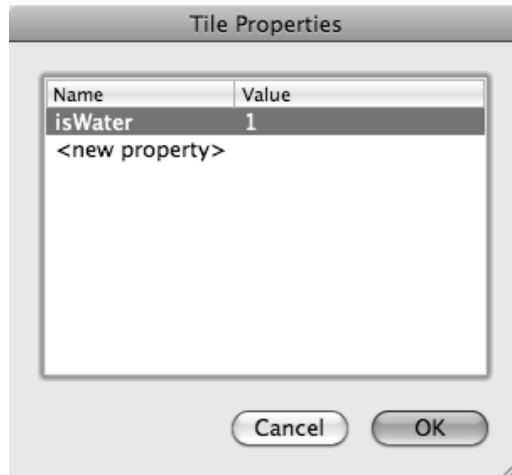 Tile Properties
Name Value
isWater 1
<new property>
Cancel OK